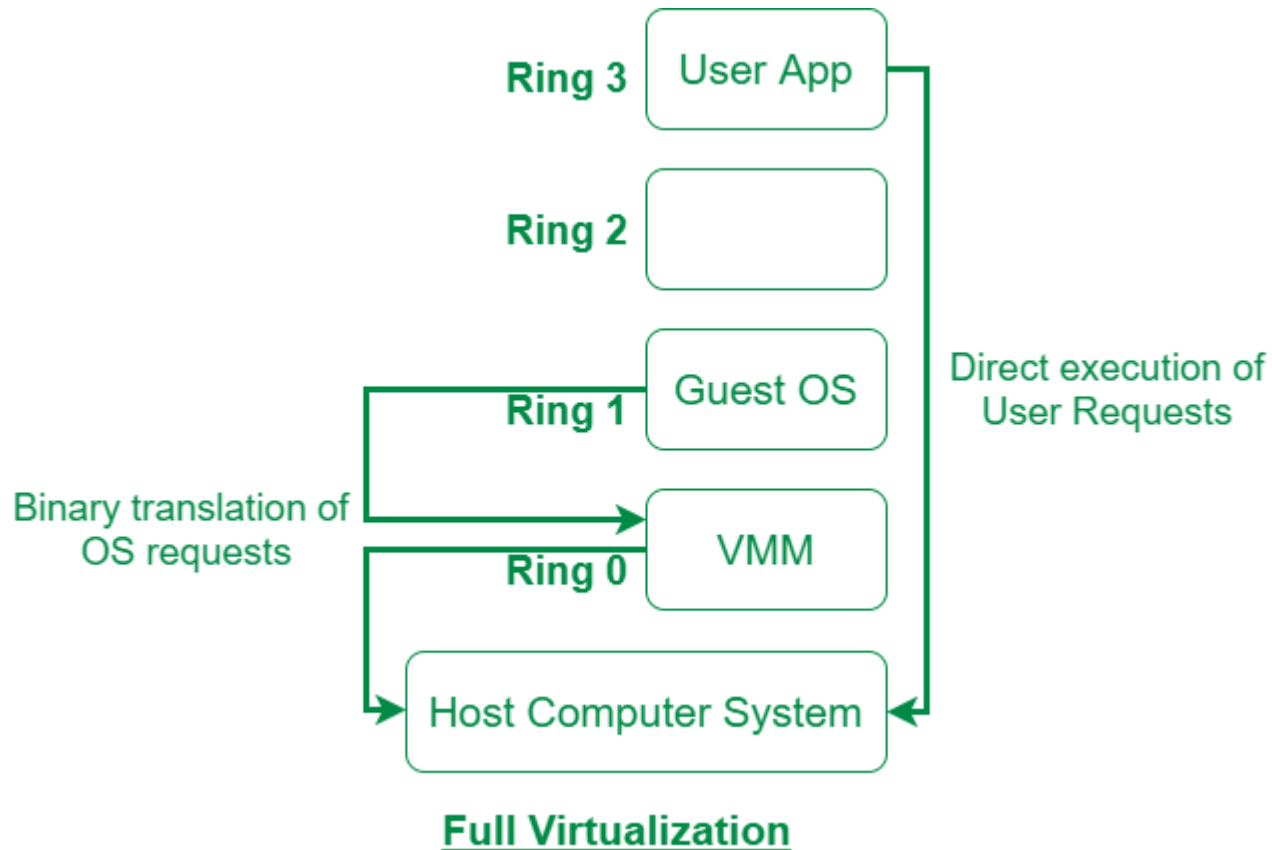 Ring 3
User App
Ring 2
Ring 1
Guest OS
Direct execution of
User Requests
Binary translation of
OS requests
Ring 0
VMM
Host Computer System
Full Virtualization